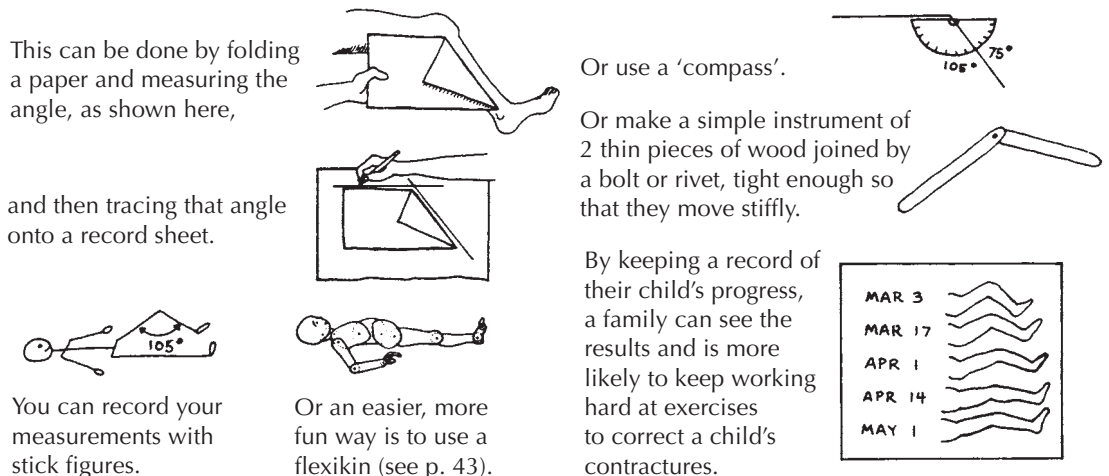 This can be done by folding
a paper and measuring the
angle, as shown here,
and then tracing that angle
onto a record sheet.
105°
You can record your
measurements with
stick figures.
Or an easier, more
fun way is to use a
flexikin (see p. 43).
75°
105°
Or use a ‘compass’.
Or make a simple instrument of
2 thin pieces of wood joined by
a bolt or rivet, tight enough so
that they move stiffly.
By keeping a record of
their child’s progress,
a family can see the
results and is more
likely to keep working
hard at exercises
to correct a child’s
contractures.
MAR 3
MAR 17
APR 1
APR 14
MAY 1